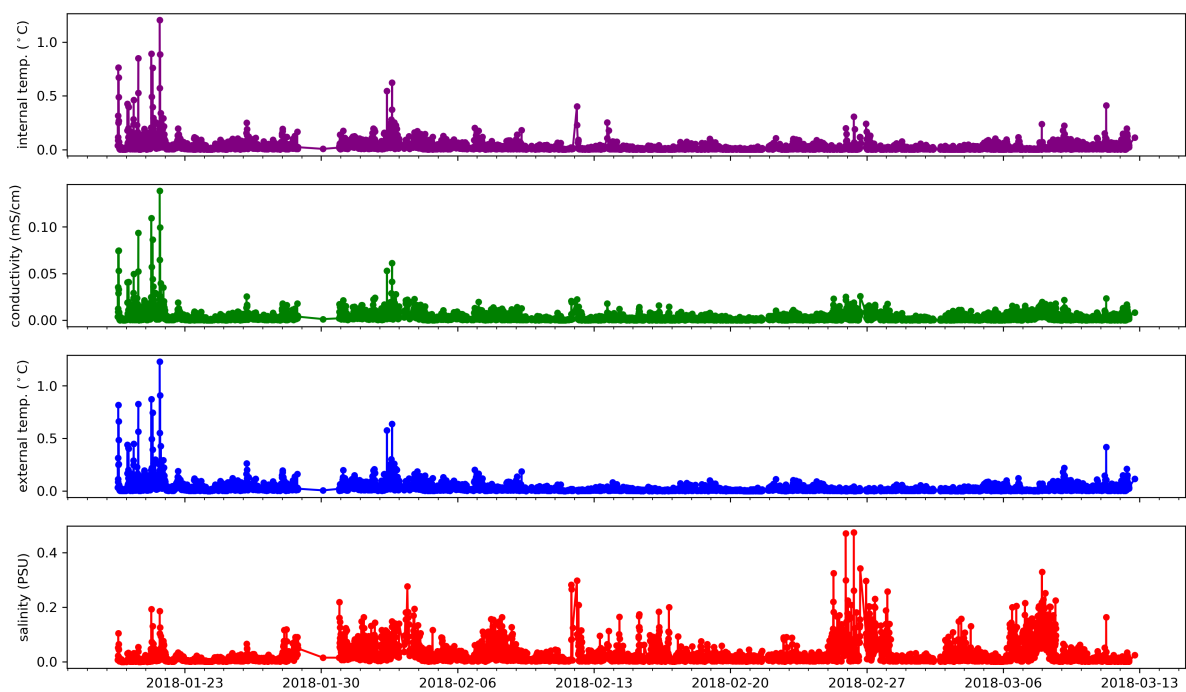 internal temp. (°C)
1.0
0.5
0.0
conductivity (mS/cm)
0.10
0.05
0.00
external temp. (°C)
1.0
0.5
0.0
salinity (PSU)
0.4
0.2
0.0
2018-01-23 2018-01-30 2018-02-06 2018-02-13 2018-02-20 2018-02-27 2018-03-06 2018-03-13